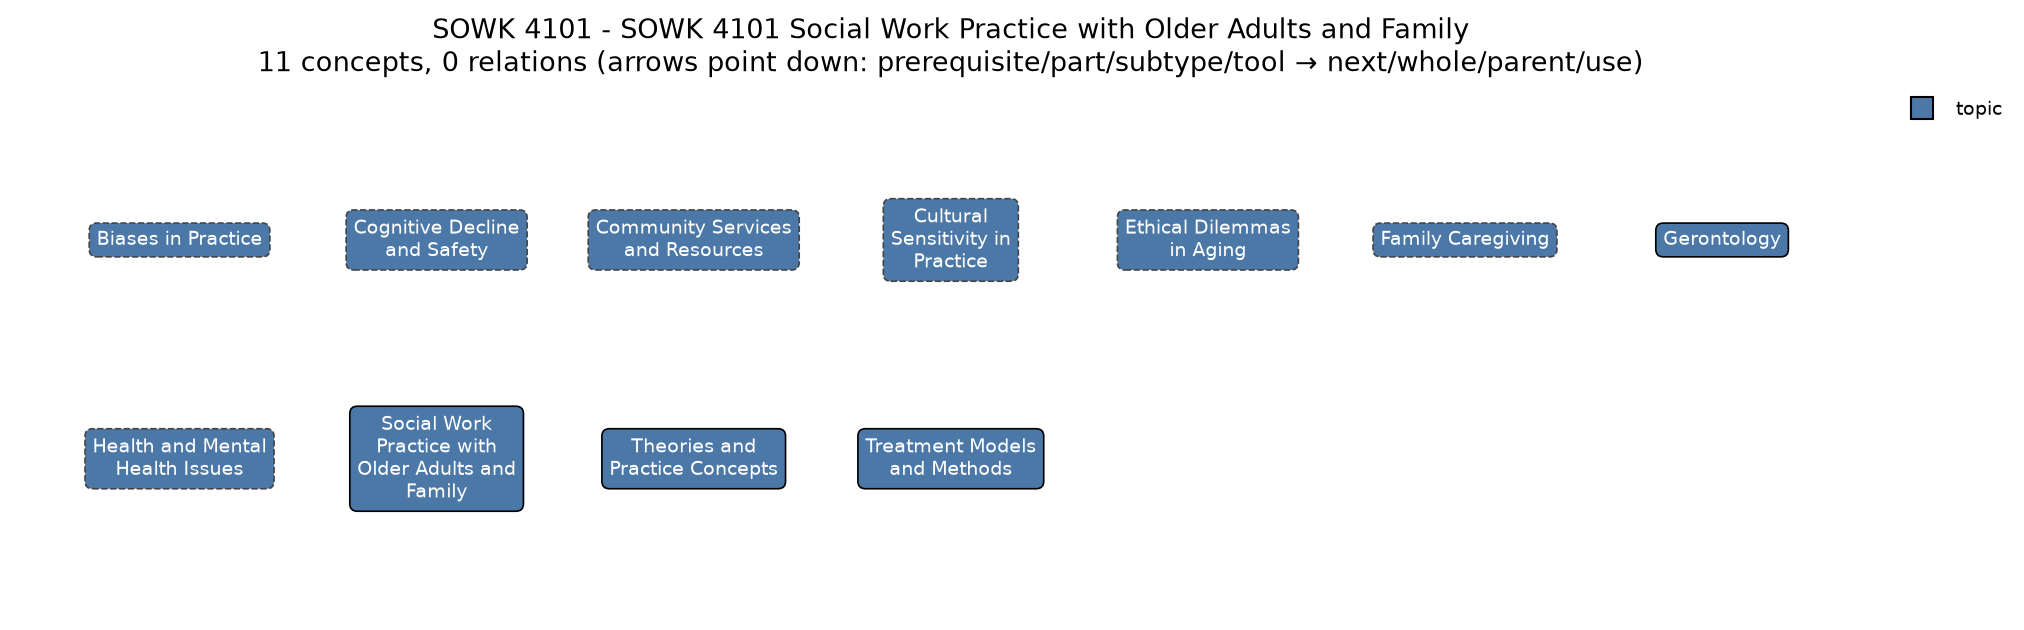 SOWK 4101 - SOWK 4101 Social Work Practice with Older Adults and Family
11 concepts, 0 relations (arrows point down: prerequisite/part/subtype/tool → next/whole/parent/use)
topic
Biases in Practice
Cognitive Decline
and Safety
Community Services
and Resources
Cultural
Sensitivity in
Practice
Ethical Dilemmas
in Aging
Family Caregiving
Gerontology
Health and Mental
Health Issues
Social Work
Practice with
Older Adults and
Family
Theories and
Practice Concepts
Treatment Models
and Methods